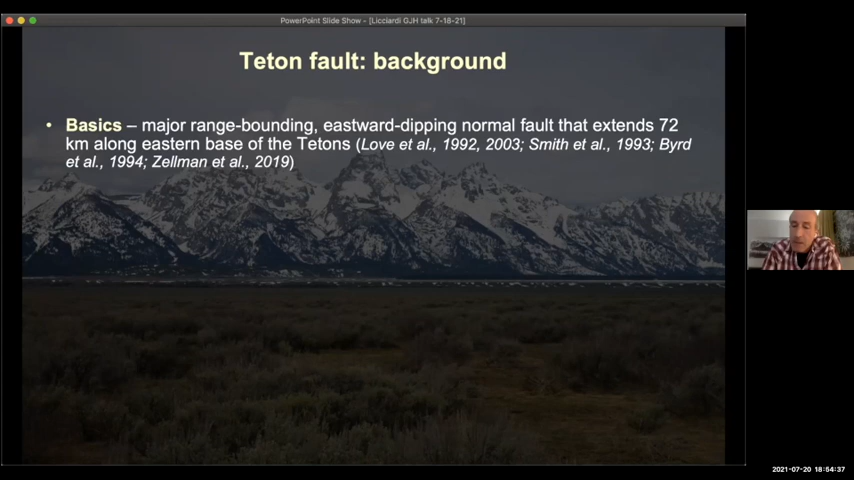 PowerPoint Slide Show - [Licciardi GJH talk 7-18-21]
Teton fault: background
• Basics – major range-bounding, eastward-dipping normal fault that extends 72
km along eastern base of the Tetons (Love et al., 1992, 2003; Smith et al., 1993; Byrd
et al., 1994; Zellman et al., 2019)
2021-07-20 18:54:37